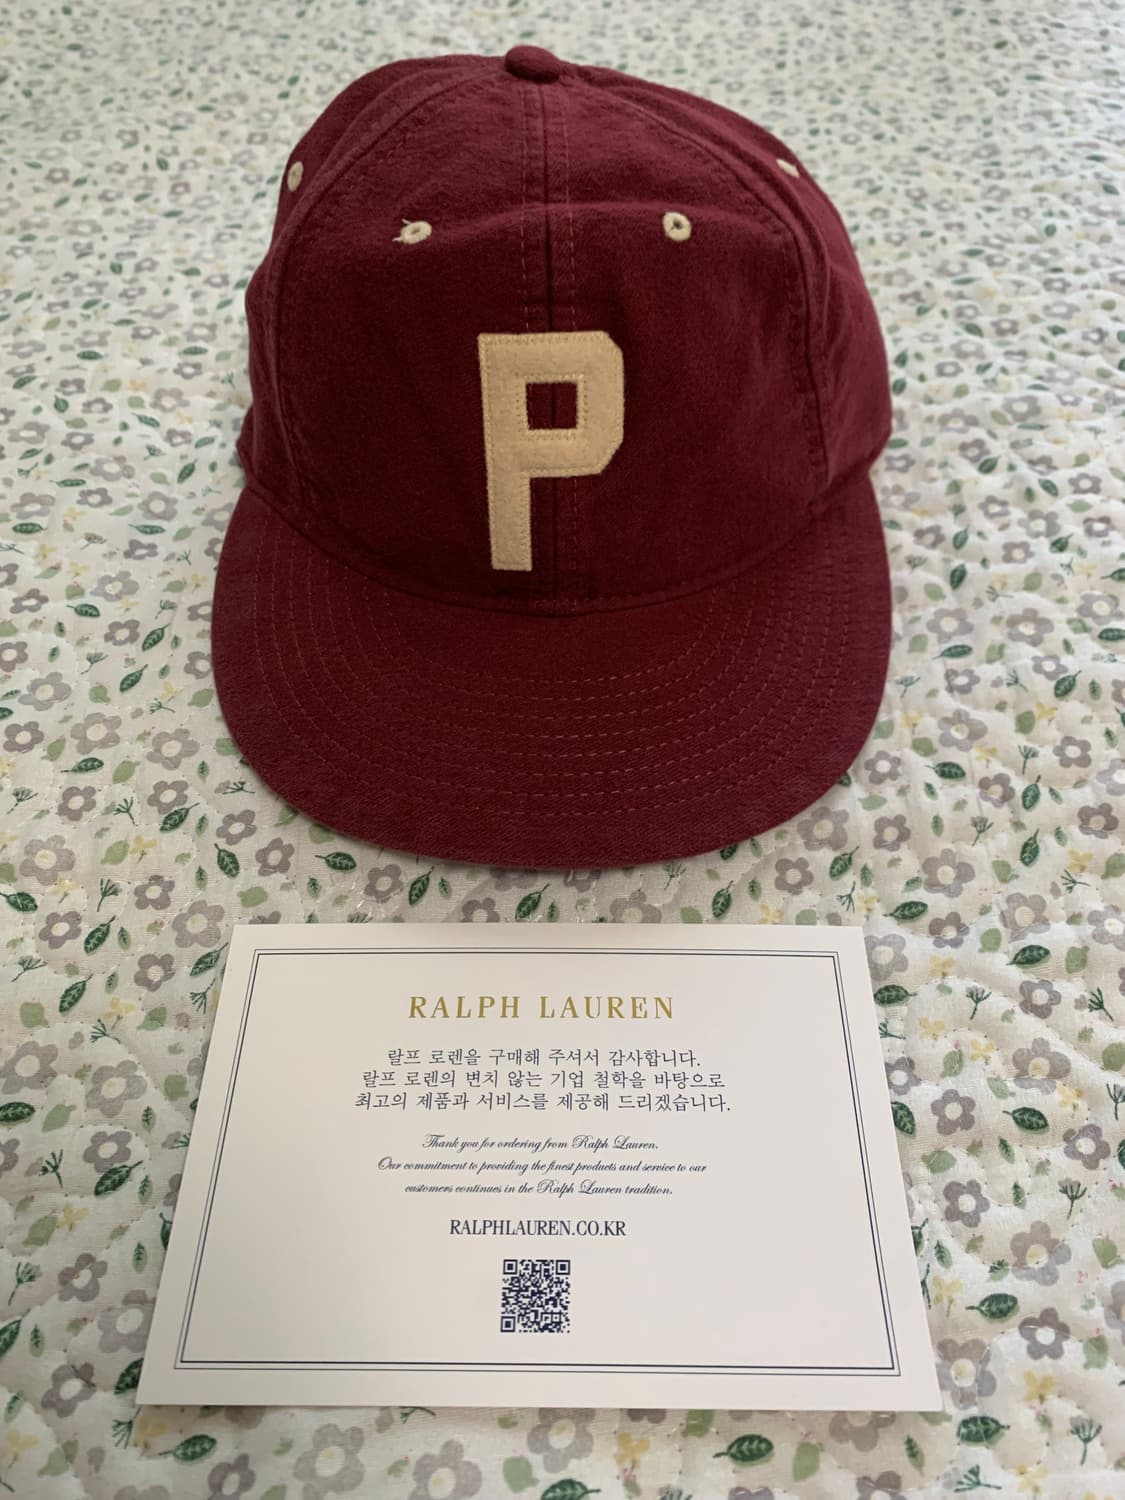 P
RALPH LAUREN
랄프 로렌을 구매해 주셔서 감사합니다.
랄프 로렌의 변치 않는 기업 철학을 바탕으로
최고의 제품과 서비스를 제공해 드리겠습니다.
Thank you for ordering from Ralph Lauren.
Our commitment to providing the finest products and service to our
customers continues in the Ralph Lauren tradition.
RALPHLAUREN.CO.KR